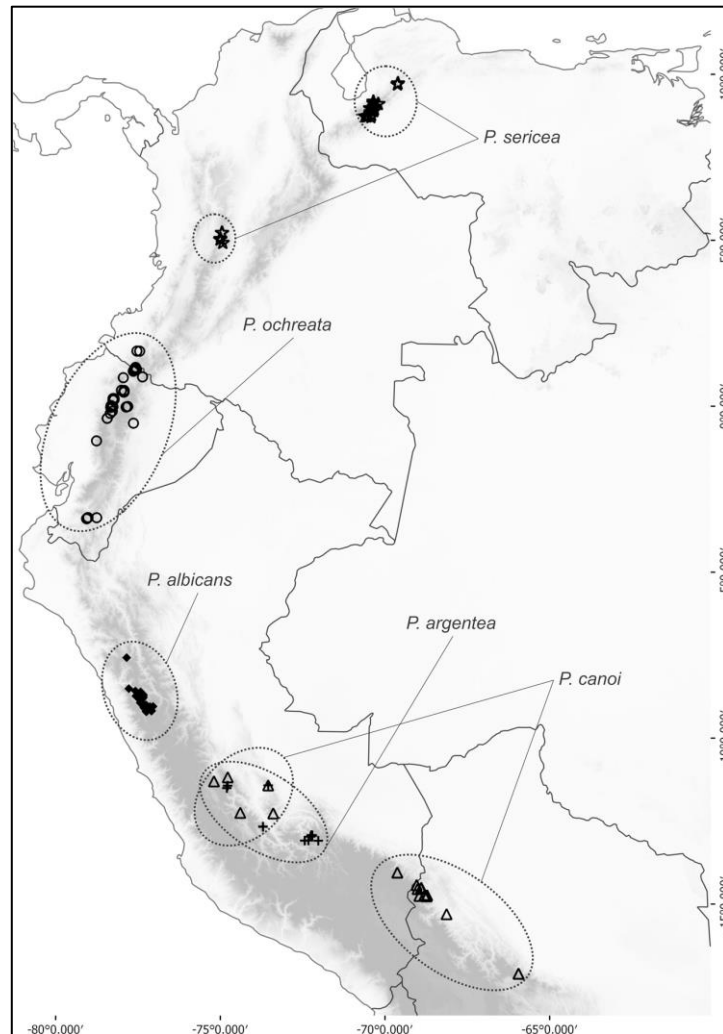 P. sericea
P. ochreata
P. albicans
P. argentea
P. canoi
-80°0.000′ -75°0.000′ -70°0.000′ -65°0.000′